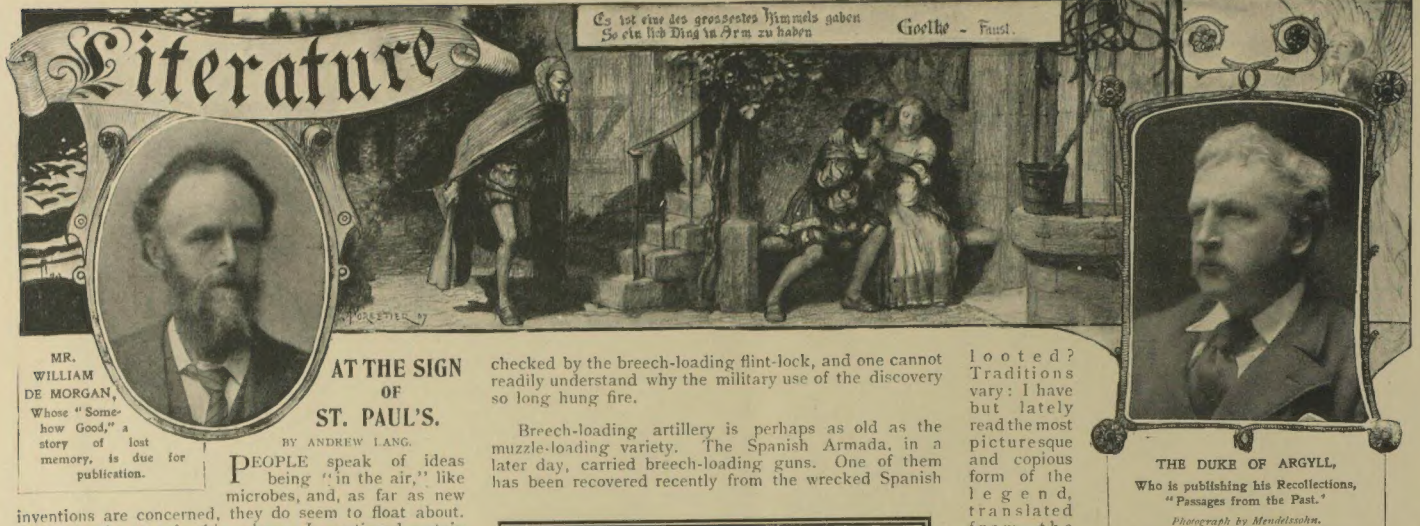 Literature
Es ist eine des grossestes Himmels gaben
So ein lieb Ding in Arm zu haben
Goethe - Faust.
FORESTIER 07
MR.
WILLIAM
DE MORGAN,
Whose "Some-
how Good," a
story of lost
memory, is due for
publication.
AT THE SIGN
OF
ST. PAUL'S.
BY ANDREW LANG.
PEOPLE speak of ideas
being "in the air," like
microbes, and, as far as new
inventions are concerned, they do seem to float about.
checked by the breech-loading flint-lock, and one cannot
readily understand why the military use of the discovery
so long hung fire.
Breech-loading artillery is perhaps as old as the
muzzle-loading variety. The Spanish Armada, in a
later day, carried breech-loading guns. One of them
has been recovered recently from the wrecked Spanish
looted?
Traditions
vary: I have
but lately
read the most
picturesque
and copious
form of the
legend,
translated
from the
THE DUKE OF ARGYLL,
Who is publishing his Recollections,
"Passages from the Past."
Photograph by Mendelssohn.